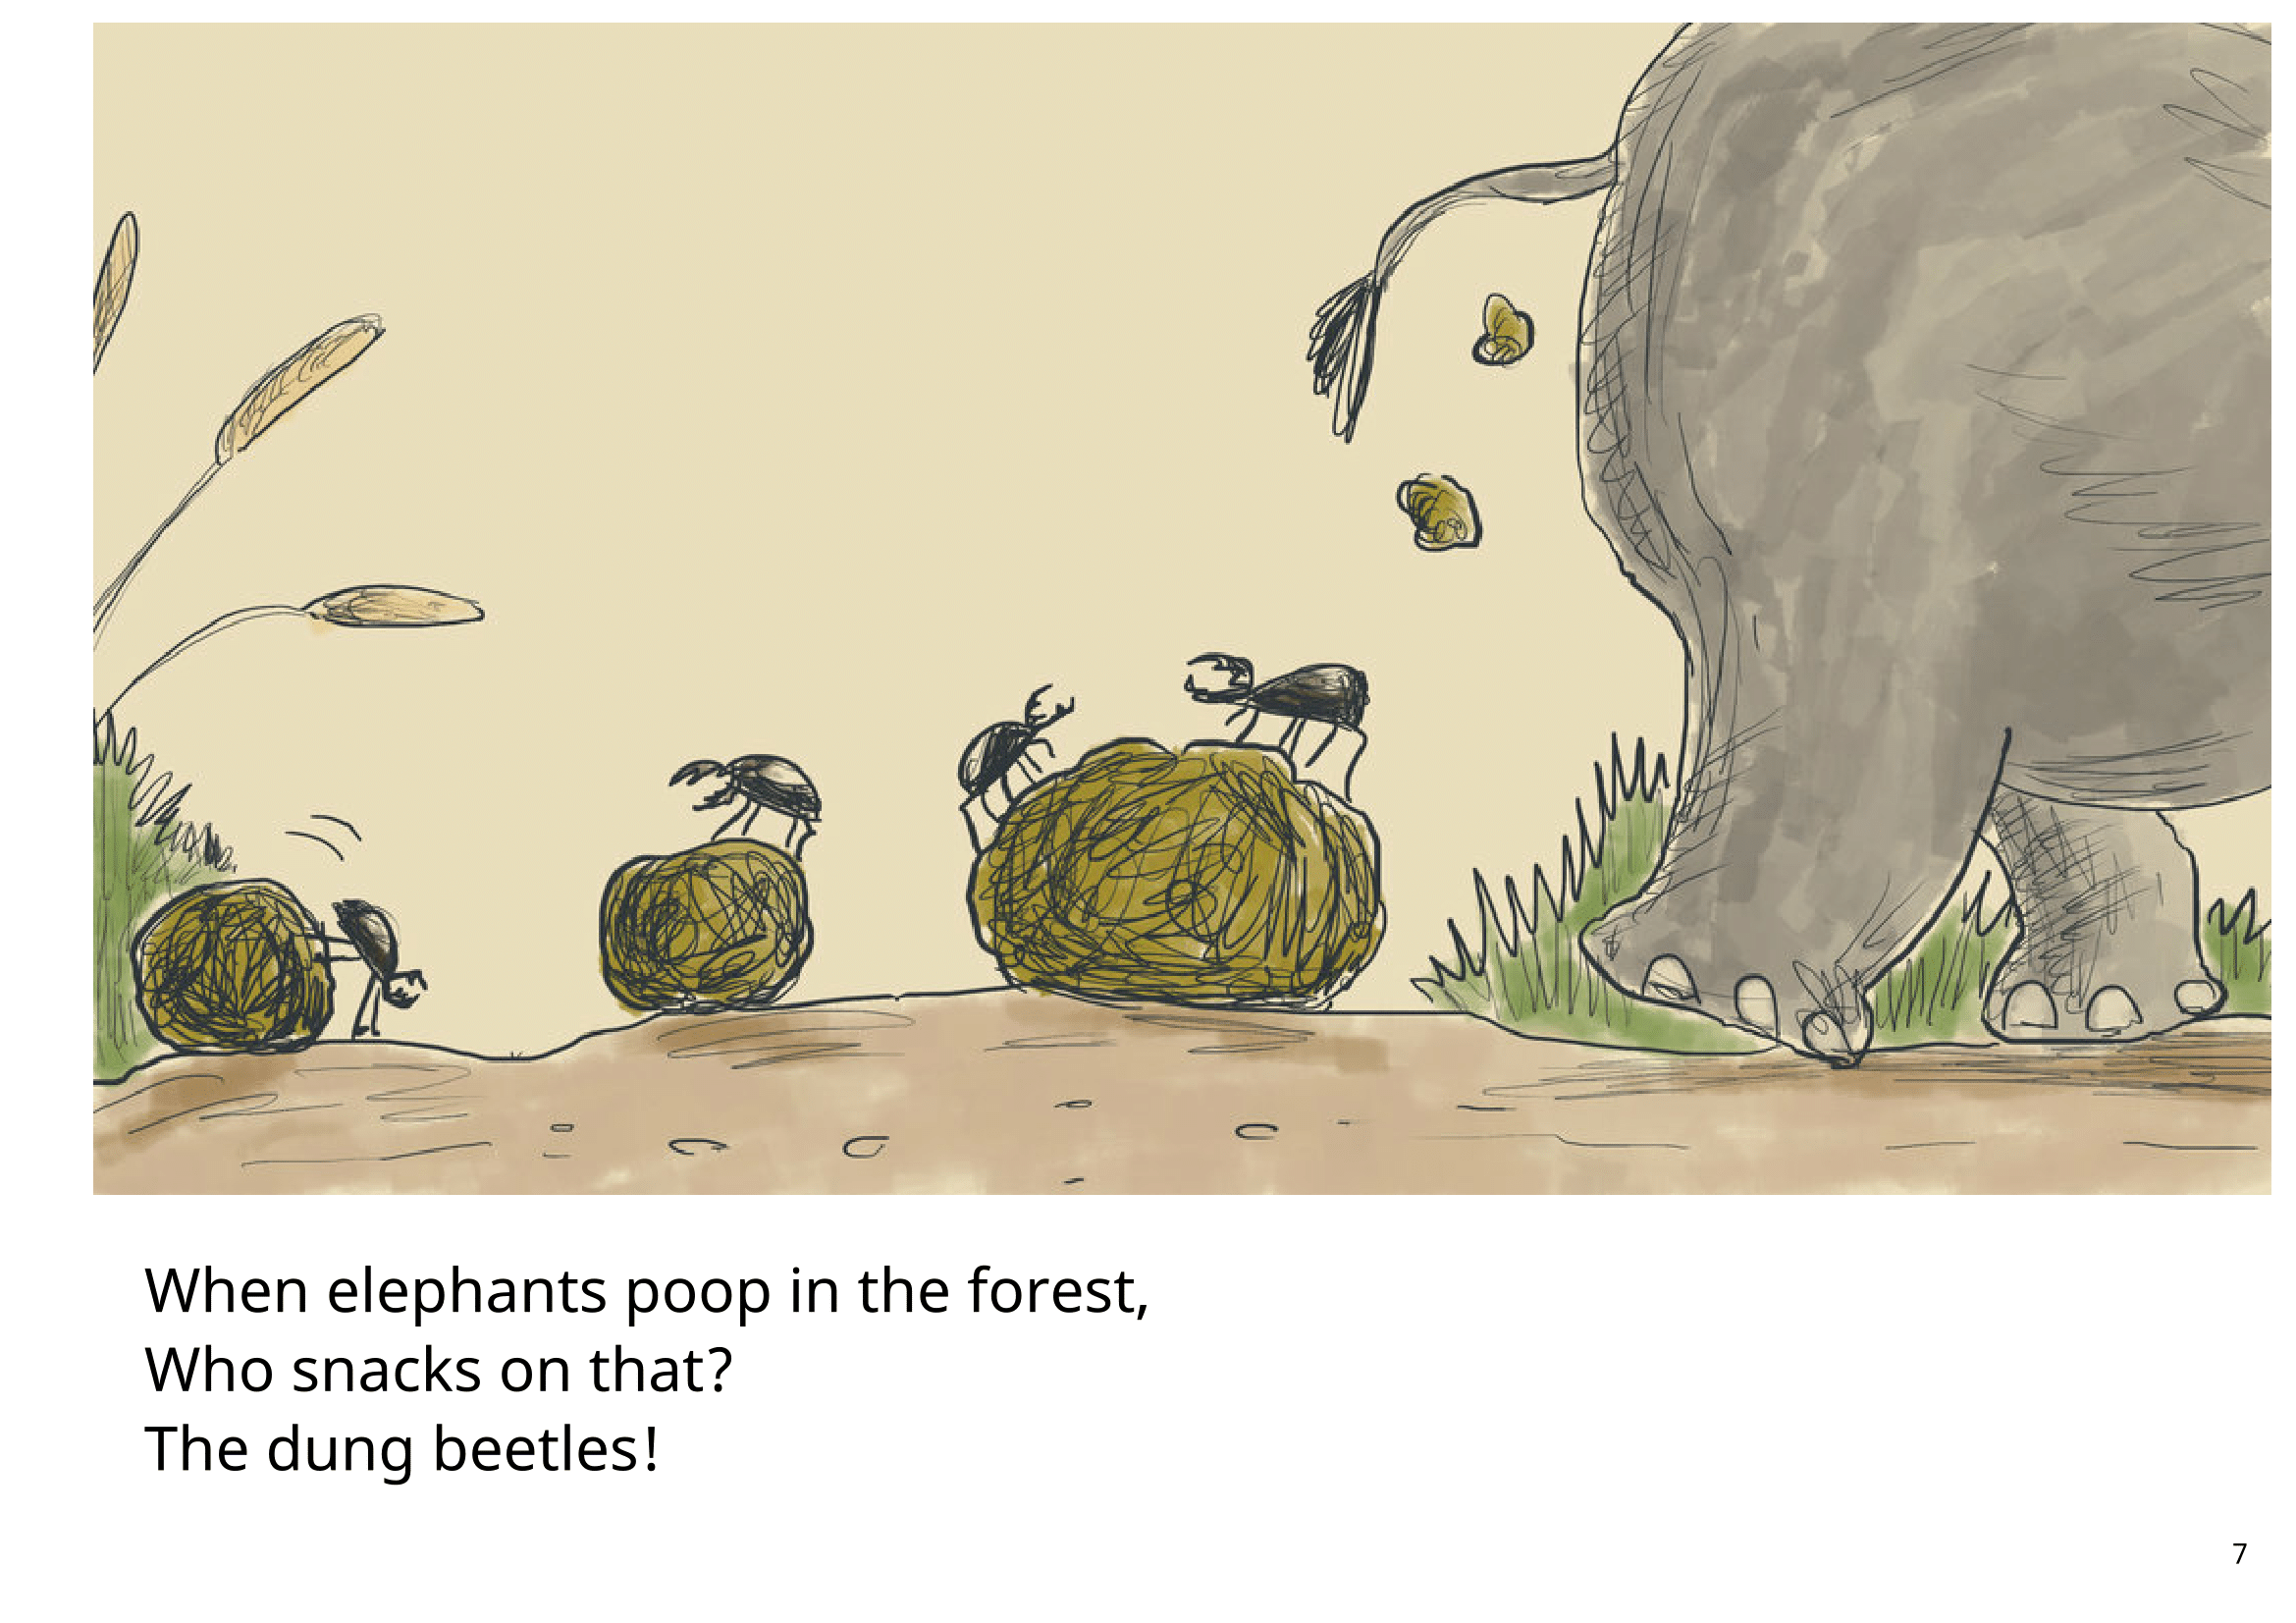 When elephants poop in the forest,
Who snacks on that?
The dung beetles!
7